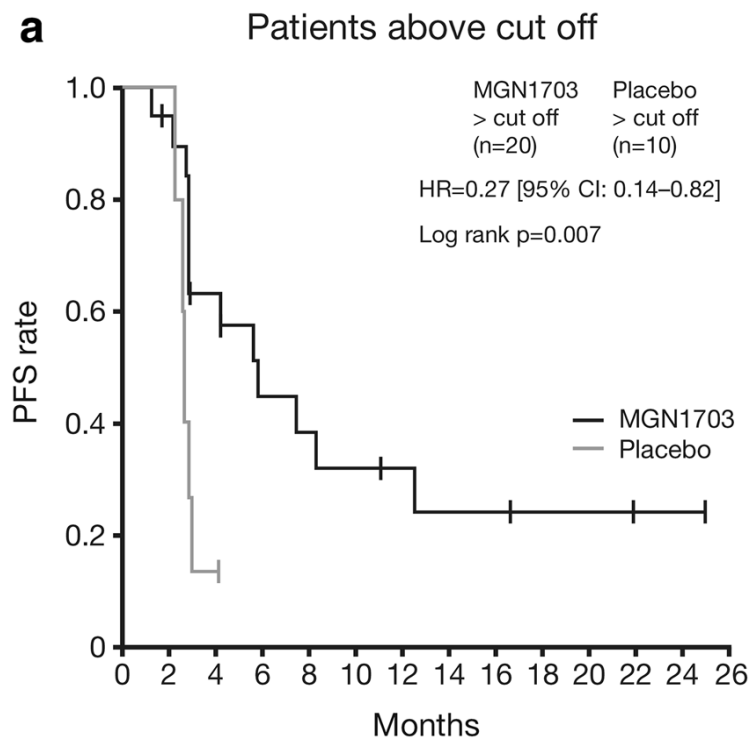 a
Patients above cut off
MGN1703 Placebo
> cut off > cut off
(n=20) (n=10)
HR=0.27 [95% CI: 0.14–0.82]
Log rank p=0.007
PFS rate
1.0
0.8
0.6
0.4
0.2
0
MGN1703
Placebo
0 2 4 6 8 10 12 14 16 18 20 22 24 26
Months